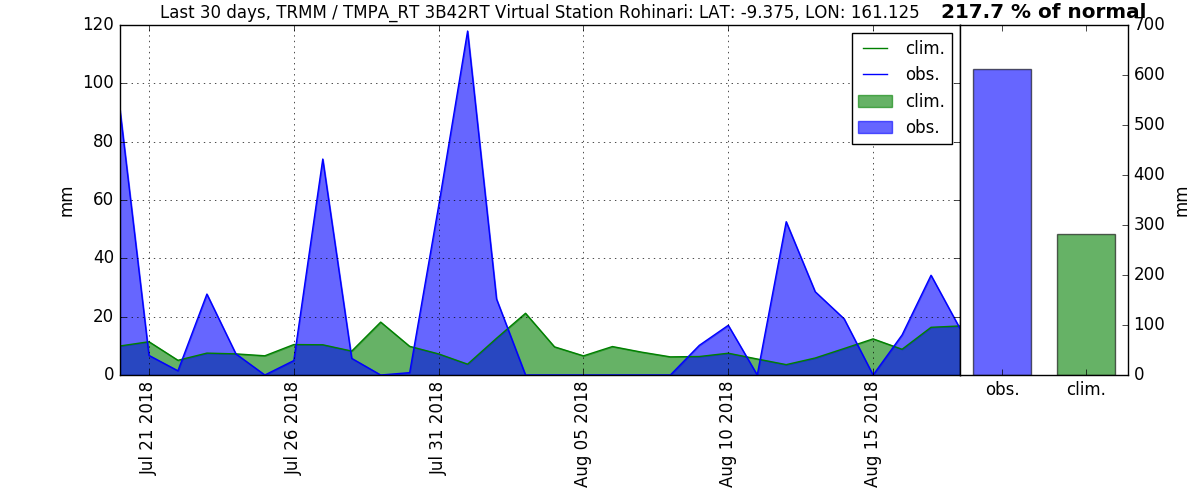 Last 30 days, TRMM / TMPA_RT 3B42RT Virtual Station Rohinari: LAT: -9.375, LON: 161.125
217.7 % of normal
120
100
80
60
40
20
0
mm
clim.
obs.
clim.
obs.
Jul 21 2018
Jul 26 2018
Jul 31 2018
Aug 05 2018
Aug 10 2018
Aug 15 2018
700
600
500
400
300
200
100
0
mm
obs.
clim.